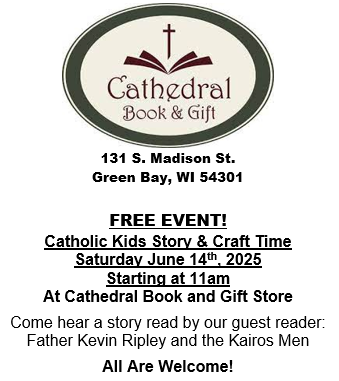 Cathedral
Book & Gift
131 S. Madison St.
Green Bay, WI 54301
FREE EVENT!
Catholic Kids Story & Craft Time
Saturday June 14th, 2025
Starting at 11am
At Cathedral Book and Gift Store
Come hear a story read by our guest reader:
Father Kevin Ripley and the Kairos Men
All Are Welcome!